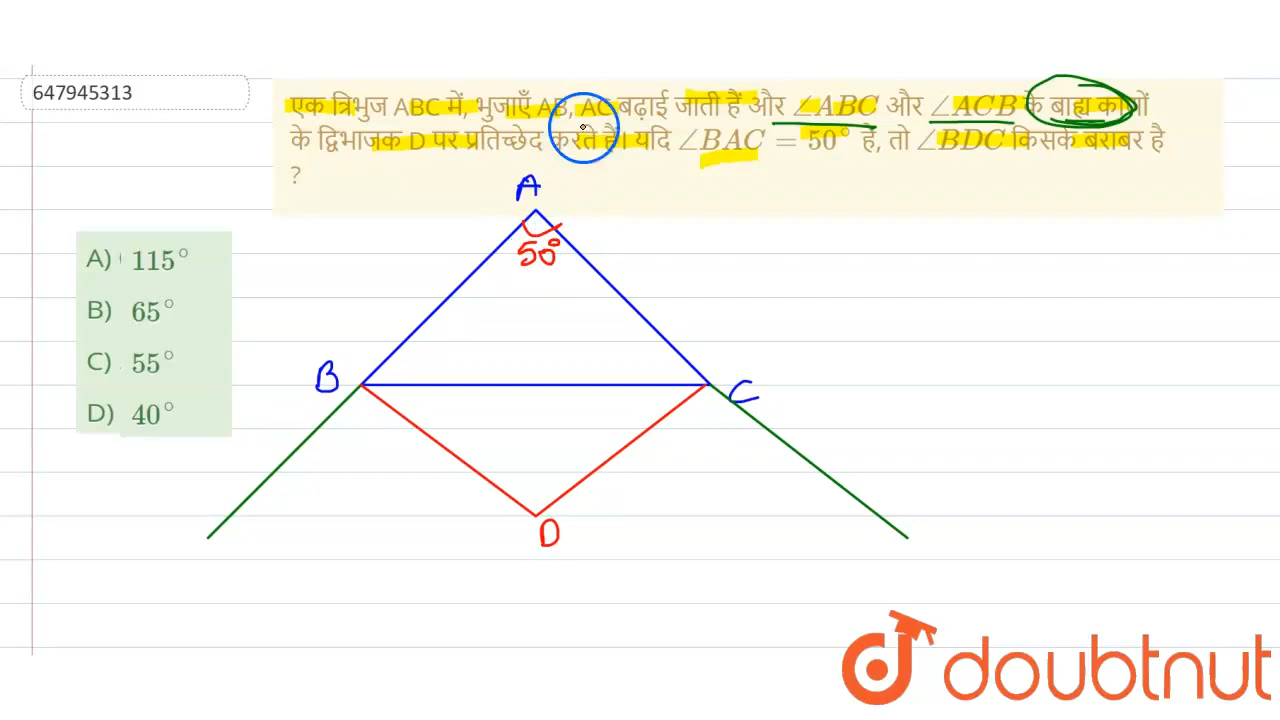 647945313
एक त्रिभुज ABC में, भुजाएँ AB, AC बढ़ाई जाती हैं और ∠ABC और ∠ACB के बाह्य कोणों
के द्विभाजक D पर प्रतिच्छेद करते हैं। यदि ∠BAC = 50° है, तो ∠BDC किसके बराबर है
?
A) 115°
B) 65°
C) 55°
D) 40°
A
50°
B
C
D
doubtnut